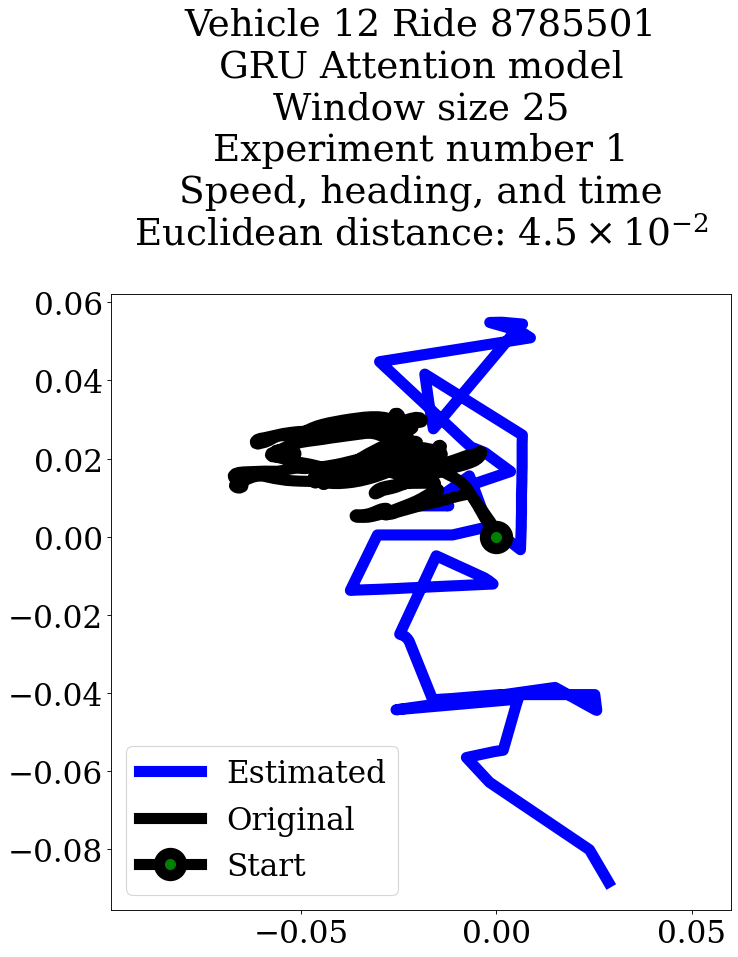 Vehicle 12 Ride 8785501
GRU Attention model
Window size 25
Experiment number 1
Speed, heading, and time
Euclidean distance: 4.5 × 10⁻²
0.06
0.04
0.02
0.00
−0.02
−0.04
−0.06
−0.08
Estimated
Original
Start
−0.05 0.00 0.05